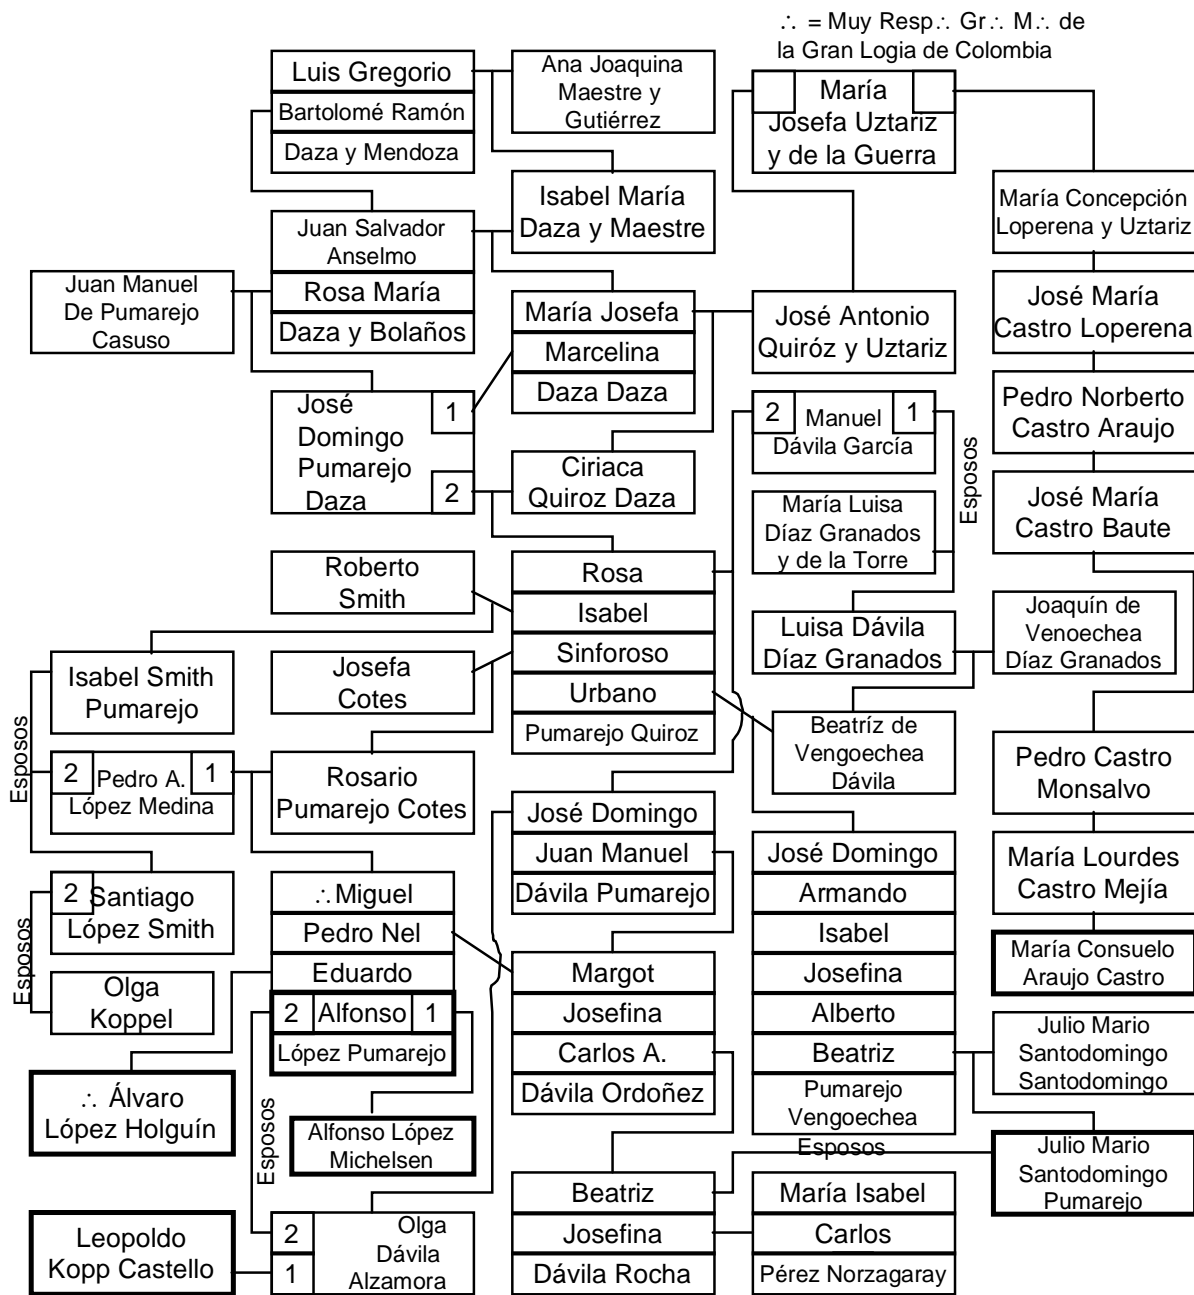 ∴ = Muy Resp∴ Gr∴ M∴ de
la Gran Logia de Colombia
Luis Gregorio
Bartolomé Ramón
Daza y Mendoza
Ana Joaquina
Maestre y
Gutiérrez
María
Josefa Uztariz
y de la Guerra
Isabel María
Daza y Maestre
María Concepción
Loperena y Uztariz
Juan Salvador
Anselmo
Rosa María
Daza y Bolaños
Juan Manuel
De Pumarejo
Casuso
María Josefa
Marcelina
Daza Daza
José Antonio
Quiróz y Uztariz
José María
Castro Loperena
José
Domingo
Pumarejo
Daza
1
2
Ciriaca
Quiroz Daza
2
Manuel
1
Dávila García
Esposos
María Luisa
Díaz Granados
y de la Torre
Pedro Norberto
Castro Araujo
José María
Castro Baute
Roberto
Smith
Rosa
Isabel
Sinforoso
Urbano
Pumarejo Quiroz
Luisa Dávila
Díaz Granados
Joaquín de
Venoechea
Díaz Granados
Isabel Smith
Pumarejo
Josefa
Cotes
Beatríz de
Vengoechea
Dávila
Esposos
2
Pedro A.
1
López Medina
Rosario
Pumarejo Cotes
Pedro Castro
Monsalvo
José Domingo
Juan Manuel
Dávila Pumarejo
José Domingo
Armando
Isabel
Josefina
Alberto
Beatriz
Pumarejo
Vengoechea
María Lourdes
Castro Mejía
2
Santiago
López Smith
Esposos
Olga
Koppel
∴Miguel
Pedro Nel
Eduardo
2
Alfonso
1
López Pumarejo
Margot
Josefina
Carlos A.
Dávila Ordoñez
María Consuelo
Araujo Castro
Julio Mario
Santodomingo
Santodomingo
∴ Álvaro
López Holguín
Esposos
Alfonso López
Michelsen
Esposos
Julio Mario
Santodomingo
Pumarejo
Beatriz
Josefina
Dávila Rocha
María Isabel
Carlos
Pérez Norzagaray
Leopoldo
Kopp Castello
2
1
Olga
Dávila
Alzamora